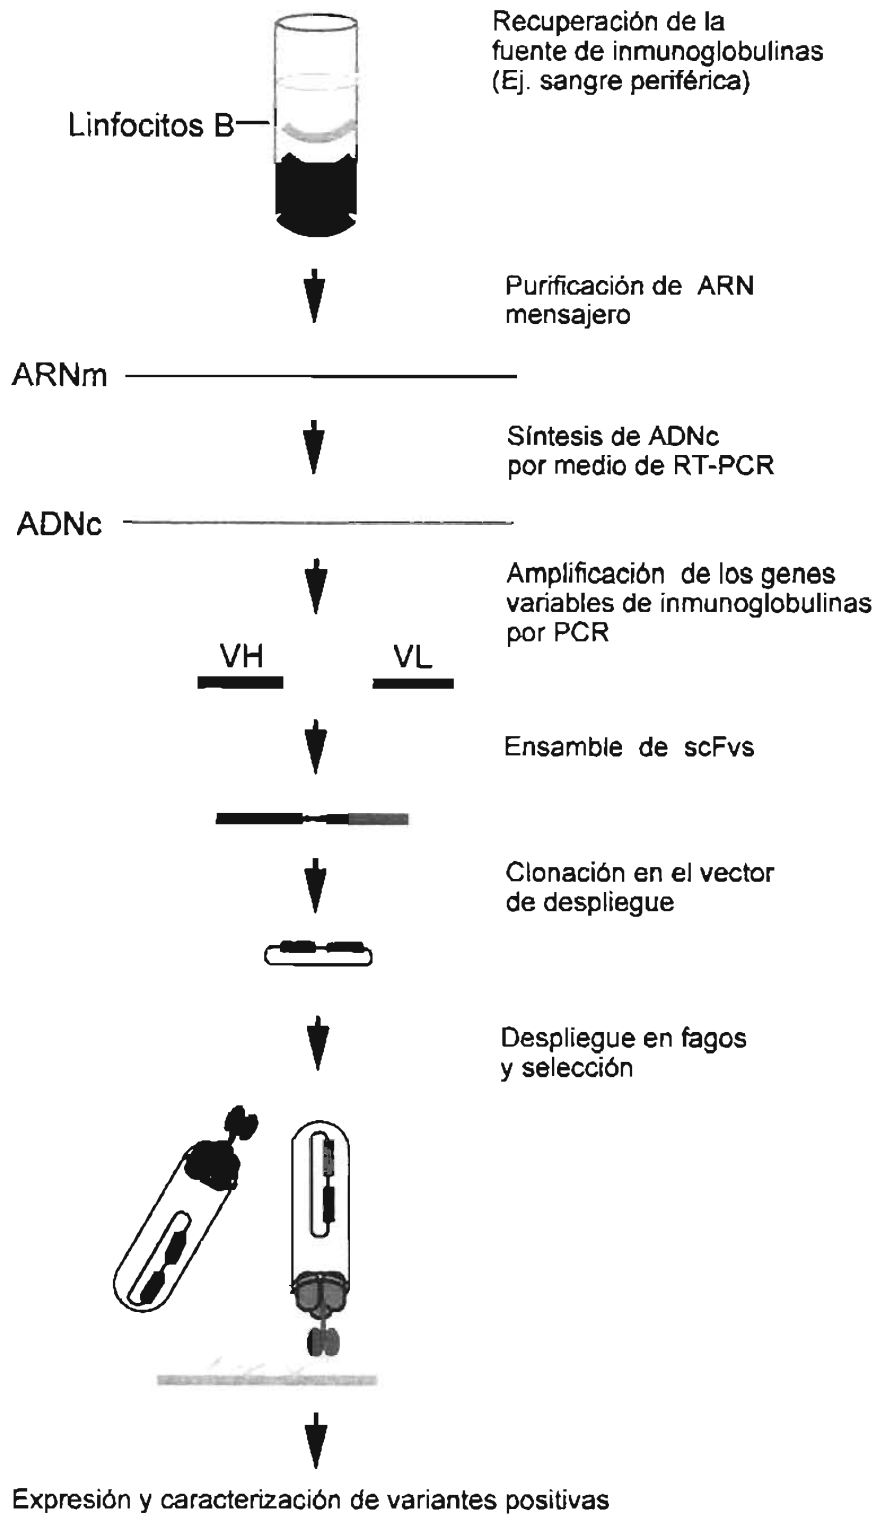 Recuperación de la
fuente de inmunoglobulinas
(Ej. sangre periférica)
Linfocitos B
Purificación de ARN
mensajero
ARNm
Síntesis de ADNc
por medio de RT-PCR
ADNc
Amplificación de los genes
variables de inmunoglobulinas
por PCR
VH VL
Ensamble de scFvs
Clonación en el vector
de despliegue
Despliegue en fagos
y selección
Expresión y caracterización de variantes positivas